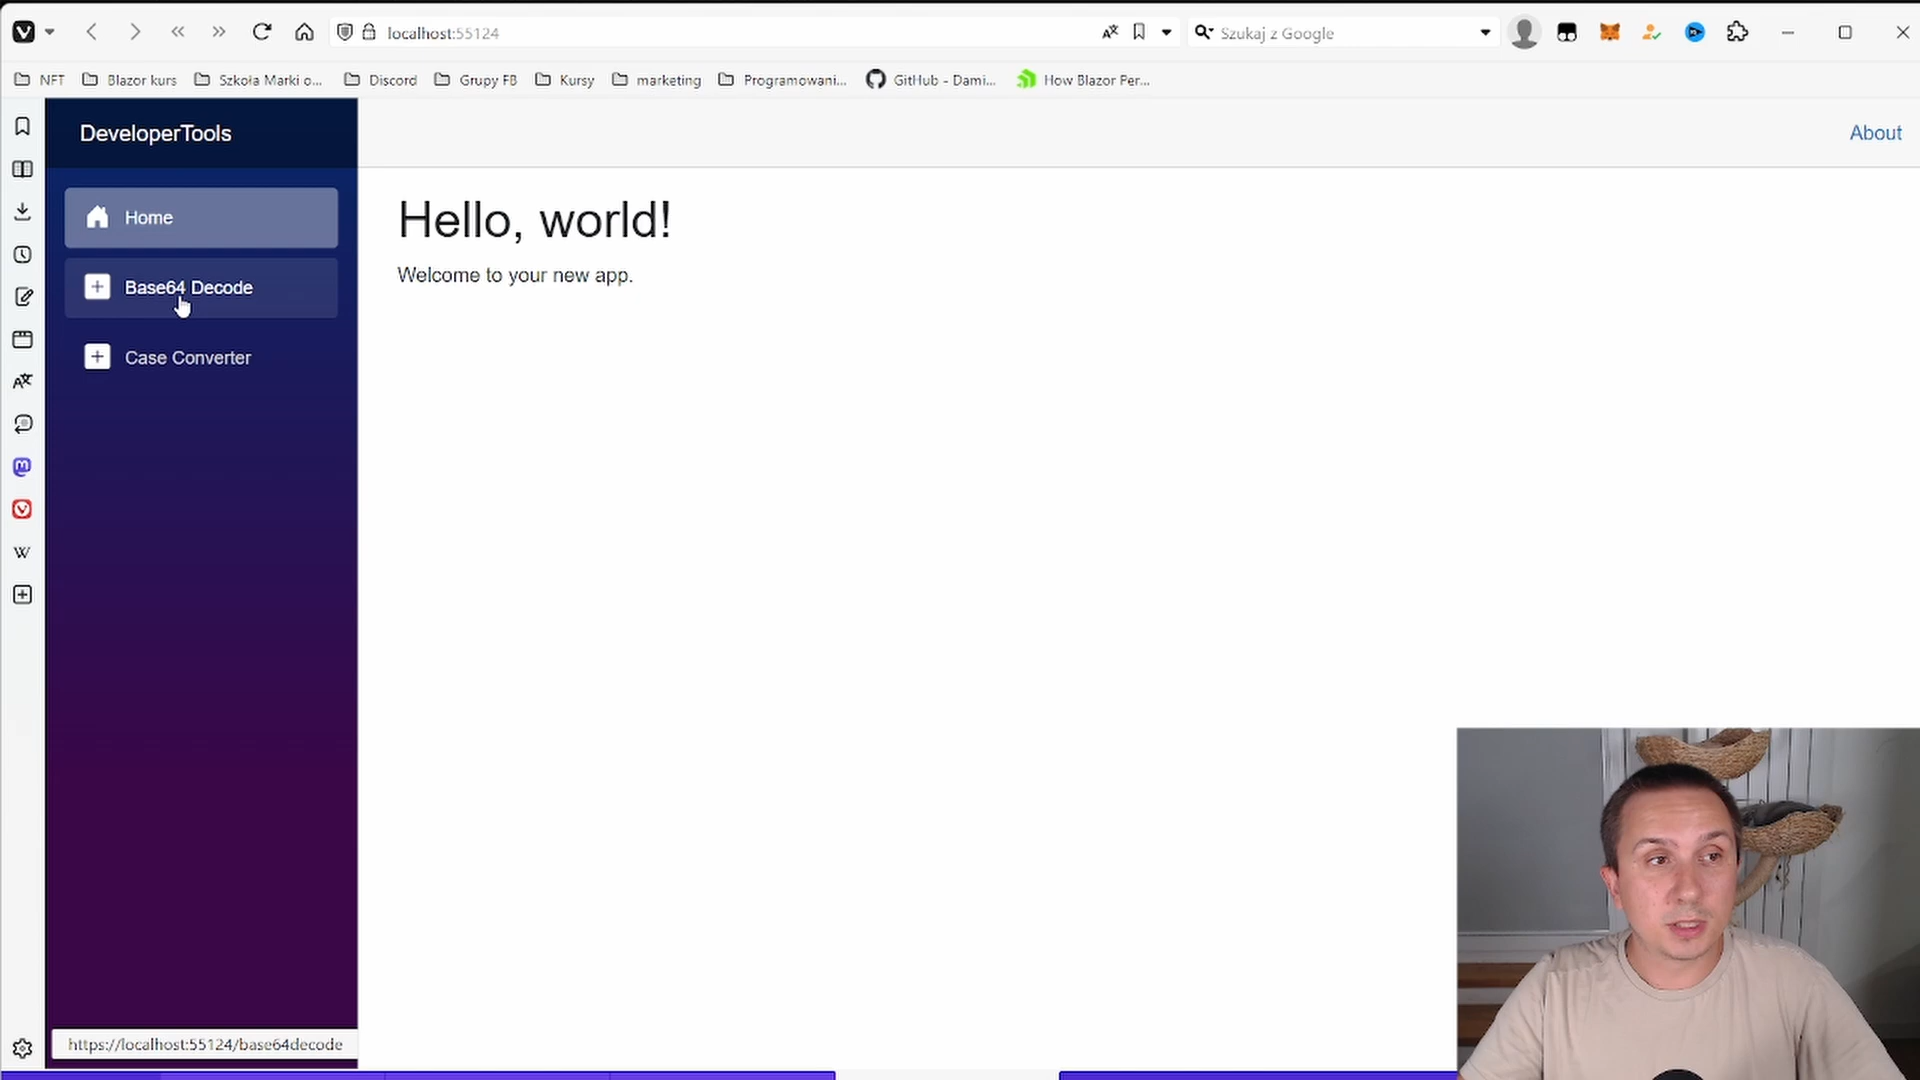 localhost:55124
Szukaj z Google
NFT
Blazor kurs
Szkoła Marki o...
Discord
Grupy FB
Kursy
marketing
Programowani...
GitHub - Dami...
How Blazor Per...
DeveloperTools
About
Home
Base64 Decode
Case Converter
Hello, world!
Welcome to your new app.
https://localhost:55124/base64decode